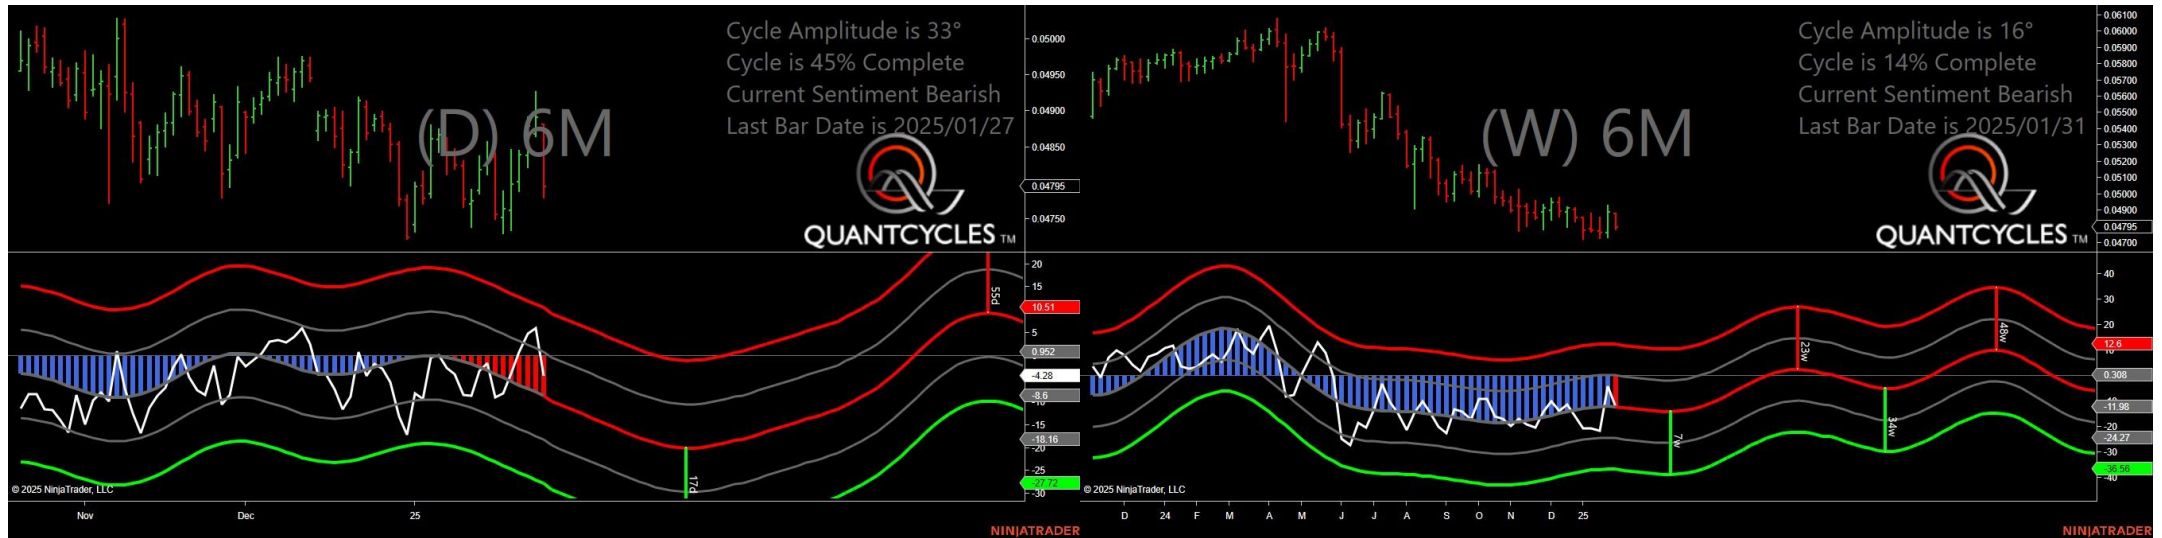 Cycle Amplitude is 33°
Cycle is 45% Complete
Current Sentiment Bearish
Last Bar Date is 2025/01/27
(D) 6M
QUANTCYCLES TM
0.05000
0.04950
0.04900
0.04850
0.04795
0.04750
20
15
10.51
5
0.952
-4.28
-8.6
-15
-18.16
-20
-25
-27.72
-30
55d
17d
© 2025 NinjaTrader, LLC
Nov
Dec
25
NINJATRADER
Cycle Amplitude is 16°
Cycle is 14% Complete
Current Sentiment Bearish
Last Bar Date is 2025/01/31
(W) 6M
QUANTCYCLES TM
0.06100
0.06000
0.05900
0.05800
0.05700
0.05600
0.05500
0.05400
0.05300
0.05200
0.05100
0.05000
0.04900
0.04795
0.04700
40
30
20
12.6
10
0.308
-11.98
-20
-24.27
-30
-36.56
-40
23w
48w
7w
34w
© 2025 NinjaTrader, LLC
D 24 F M A M J J A S O N D 25
NINJATRADER